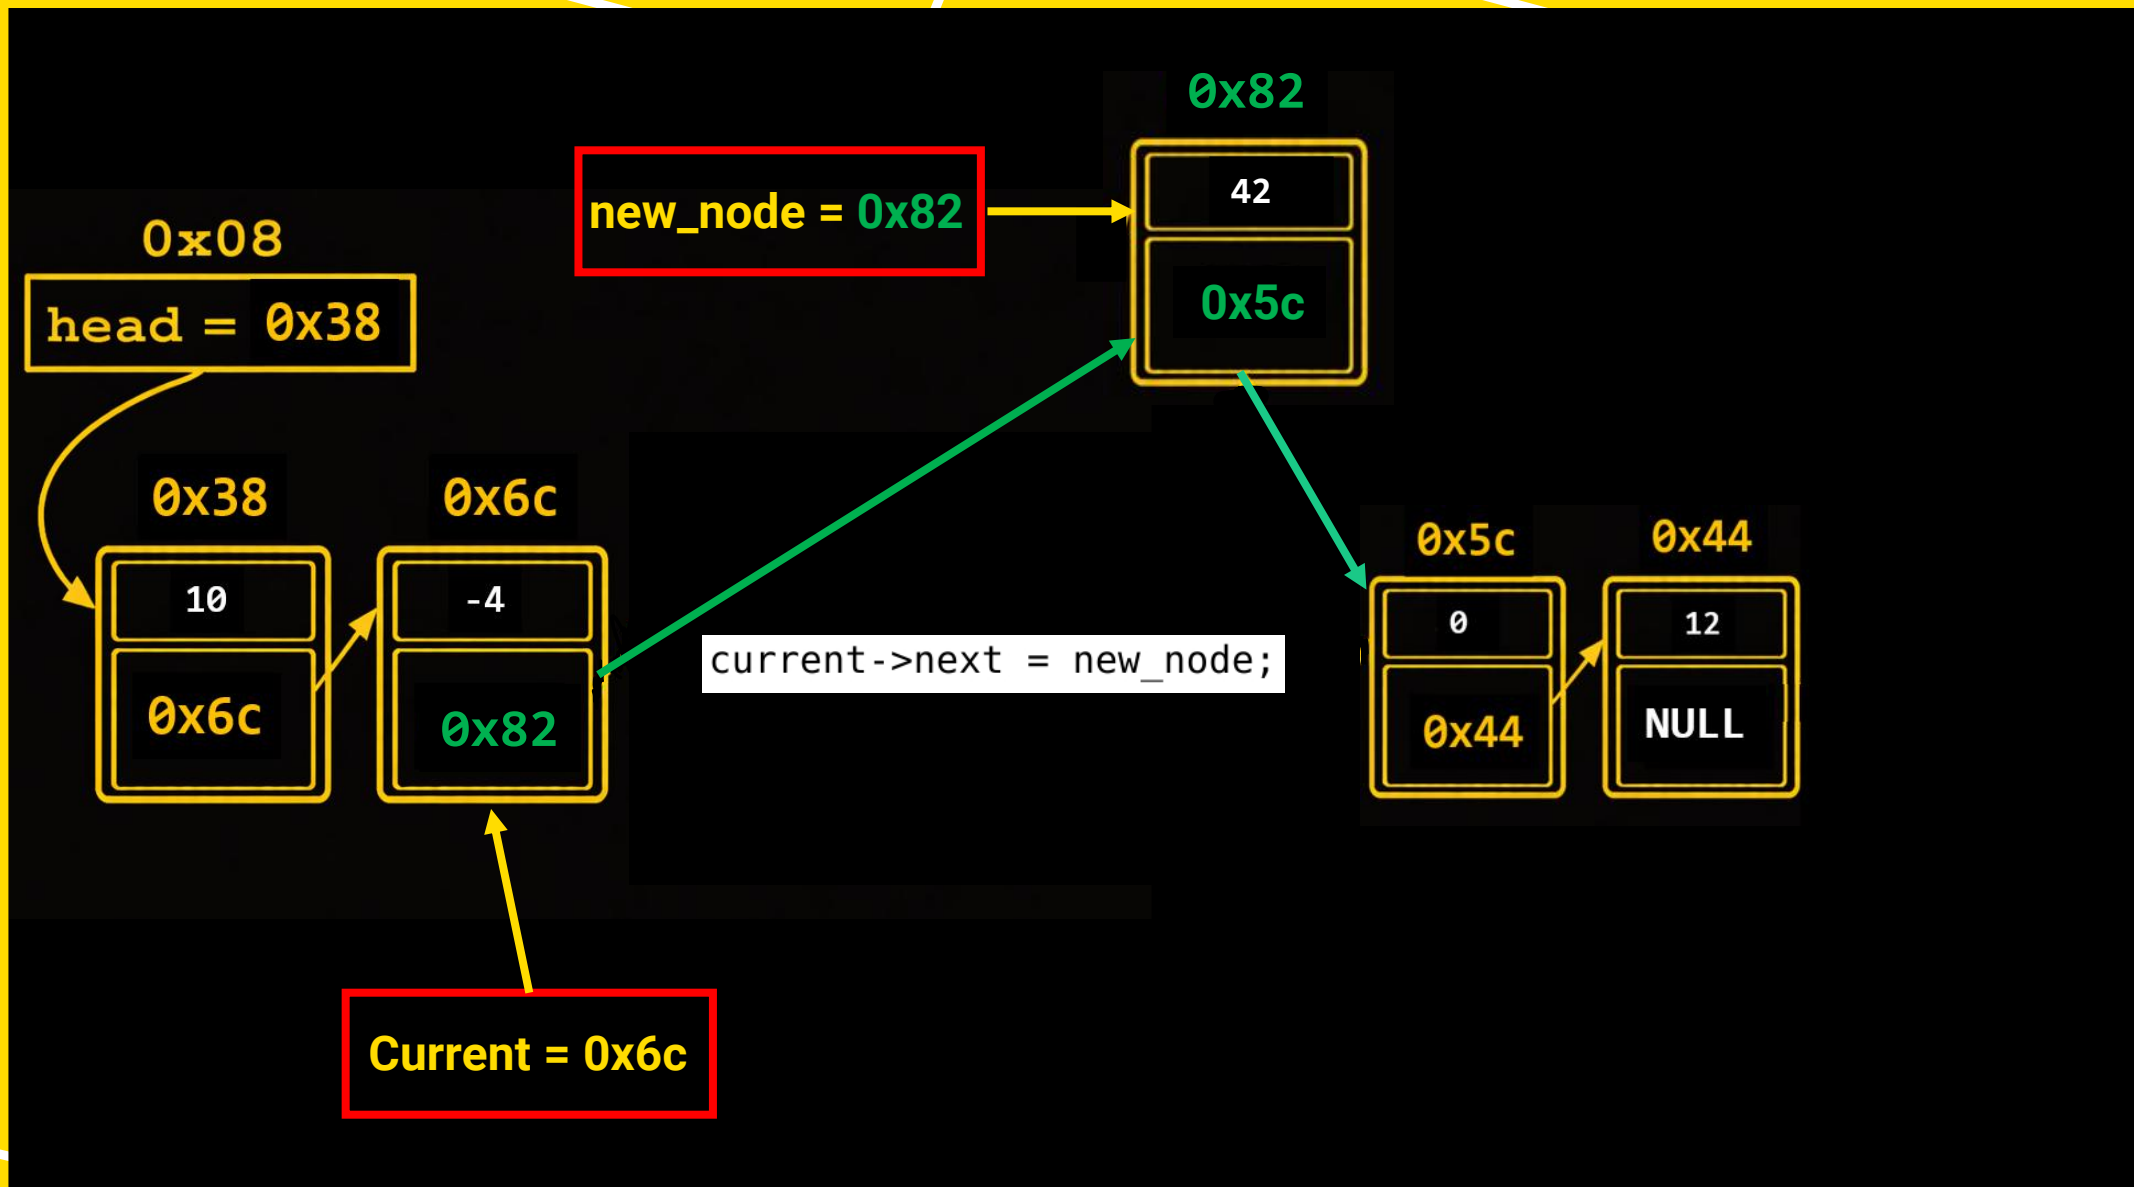 0x82
42
new_node = 0x82
0x5c
0x08
head = 0x38
0x38
0x6c
10
-4
0x6c
0x82
current->next = new_node;
0x5c
0x44
0
12
0x44
NULL
Current = 0x6c